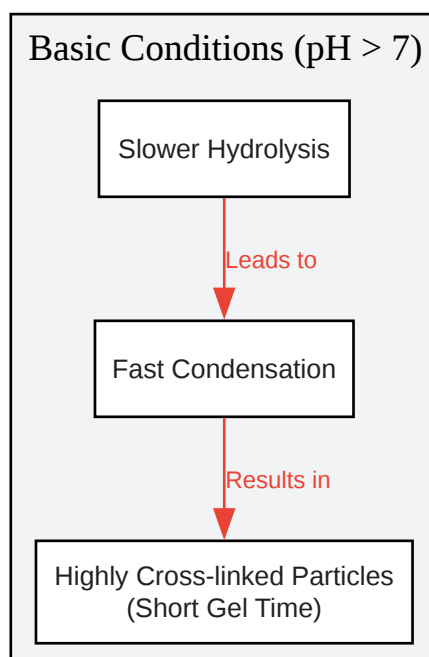 Basic Conditions (pH > 7)
Slower Hydrolysis
Leads to
Fast Condensation
Results in
Highly Cross-linked Particles
(Short Gel Time)